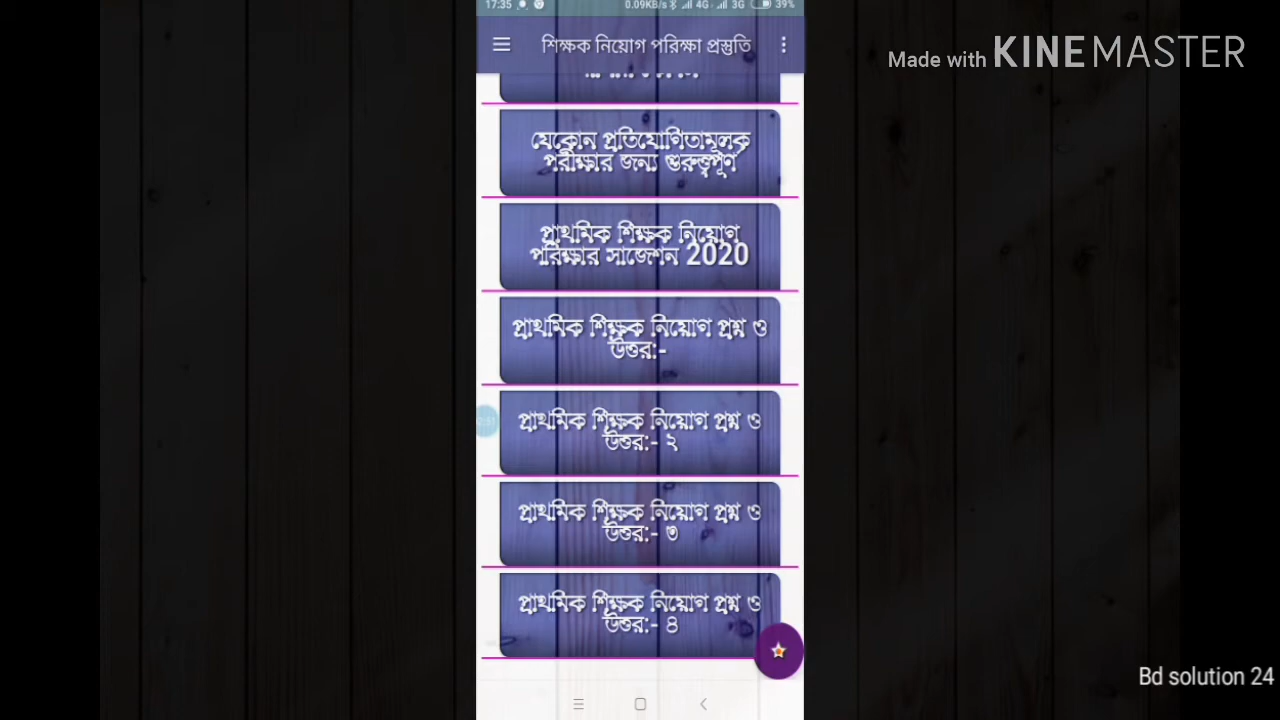 17:35
0.09KB/s 4G 3G 39%
শিক্ষক নিয়োগ পরিক্ষা প্রস্তুতি
Made with KINEMASTER
যেকোন প্রতিযোগিতামূলক
পরীক্ষার জন্য গুরুত্বপূর্ণ
প্রাথমিক শিক্ষক নিয়োগ
পরিক্ষার সাজেশন 2020
প্রাথমিক শিক্ষক নিয়োগ প্রশ্ন ও
উত্তর:-
প্রাথমিক শিক্ষক নিয়োগ প্রশ্ন ও
উত্তর:- ২
প্রাথমিক শিক্ষক নিয়োগ প্রশ্ন ও
উত্তর:- ৩
প্রাথমিক শিক্ষক নিয়োগ প্রশ্ন ও
উত্তর:- ৪
Bd solution 24